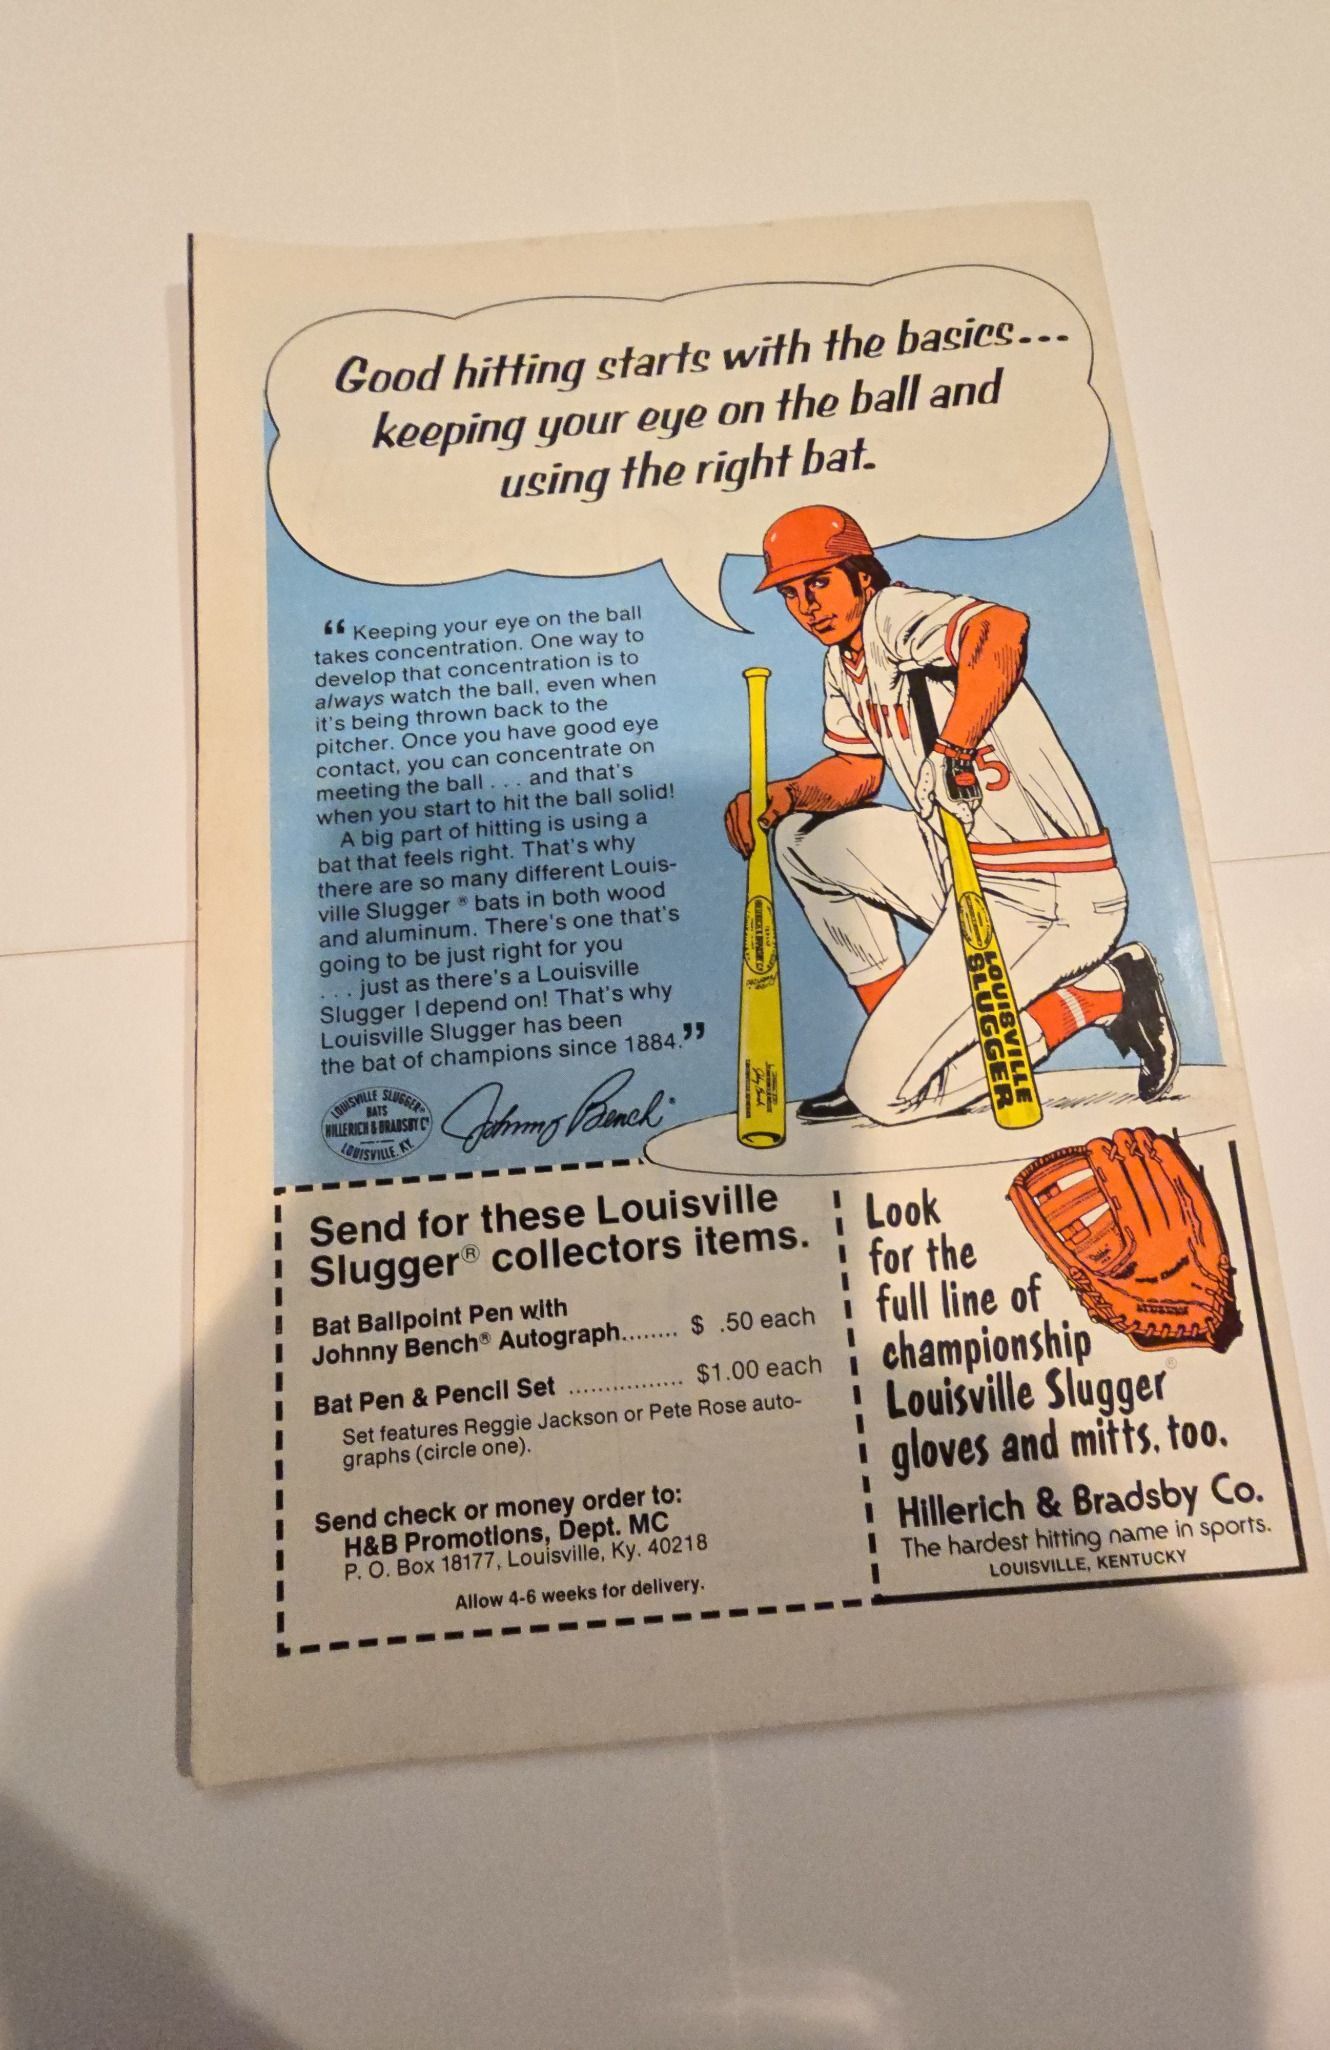 Good hitting starts with the basics...
keeping your eye on the ball and
using the right bat.
“ Keeping your eye on the ball
takes concentration. One way to
develop that concentration is to
always watch the ball, even when
it's being thrown back to the
pitcher. Once you have good eye
contact, you can concentrate on
meeting the ball . . . and that's
when you start to hit the ball solid!
A big part of hitting is using a
bat that feels right. That's why
there are so many different Louis-
ville Slugger ® bats in both wood
and aluminum. There's one that's
going to be just right for you
. . . just as there's a Louisville
Slugger I depend on! That's why
Louisville Slugger has been
the bat of champions since 1884.”
LOUISVILLE SLUGGER®
BATS
HILLERICH & BRADSBY Cº
LOUISVILLE, KY.
Johnny Bench®
5
LOUISVILLE
SLUGGER
Send for these Louisville
Slugger® collectors items.
Bat Ballpoint Pen with
Johnny Bench® Autograph........ $ .50 each
Bat Pen & Pencil Set ................ $1.00 each
Set features Reggie Jackson or Pete Rose auto-
graphs (circle one).
Send check or money order to:
H&B Promotions, Dept. MC
P. O. Box 18177, Louisville, Ky. 40218
Allow 4-6 weeks for delivery.
Look
for the
full line of
championship
Louisville Slugger®
gloves and mitts, too.
Hillerich & Bradsby Co.
The hardest hitting name in sports.
LOUISVILLE, KENTUCKY